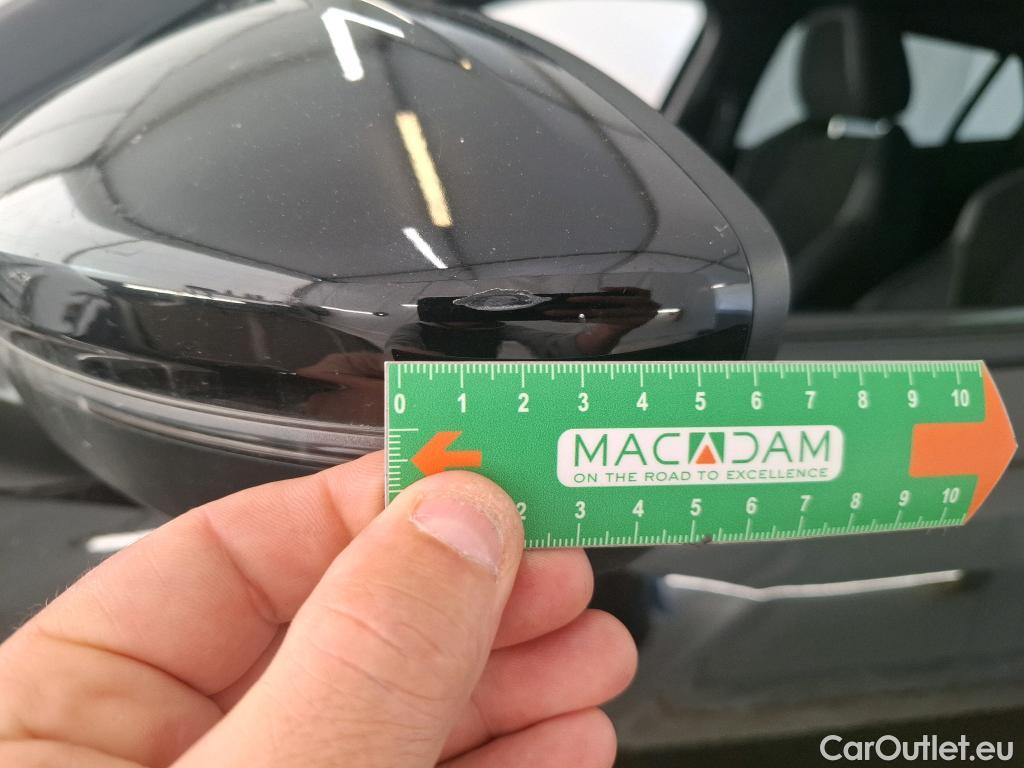 0 1 2 3 4 5 6 7 8 9 10
MACADAM
ON THE ROAD TO EXCELLENCE
2 3 4 5 6 7 8 9 10
CarOutlet.eu